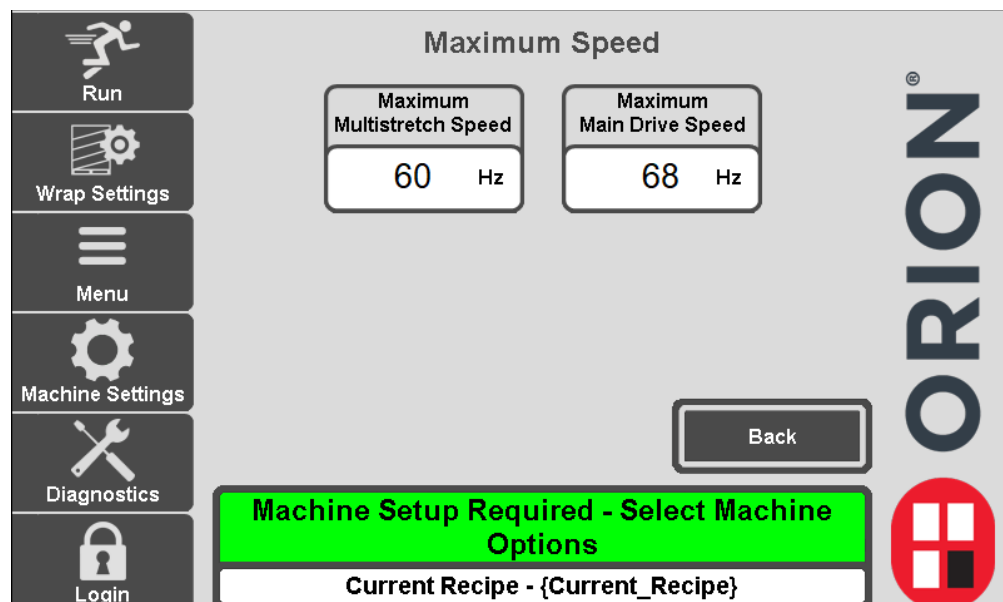 Run
Wrap Settings
Menu
Machine Settings
Diagnostics
Login
Maximum Speed
Maximum
Multistretch Speed
60 Hz
Maximum
Main Drive Speed
68 Hz
Back
Machine Setup Required - Select Machine
Options
Current Recipe - {Current_Recipe}
ORION®